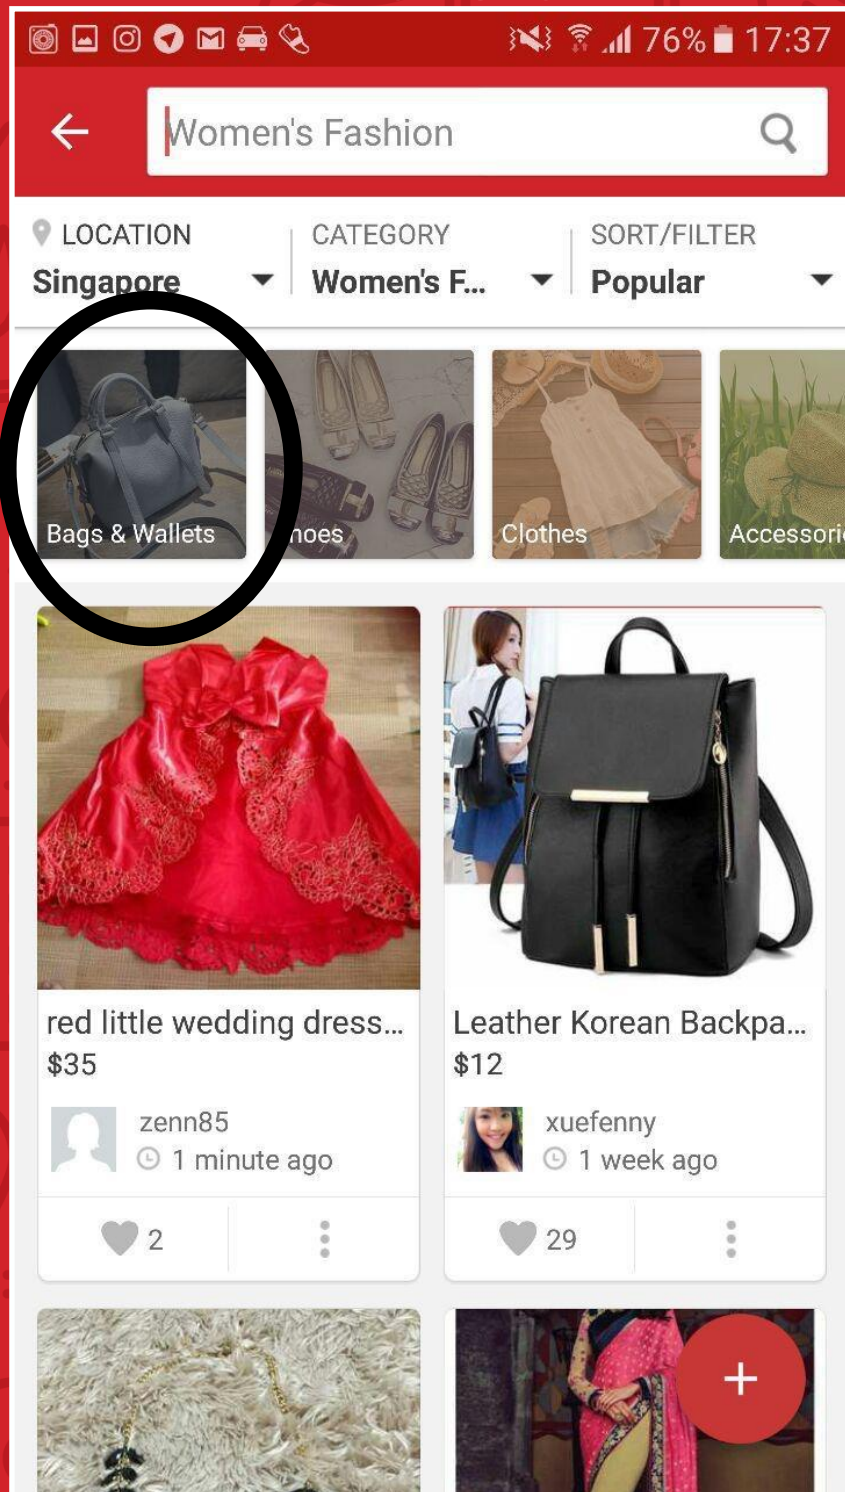 76% 17:37
Women's Fashion
LOCATION CATEGORY SORT/FILTER
Singapore Women's F... Popular
Bags & Wallets hoes Clothes Accessorie
red little wedding dress... Leather Korean Backpa...
$35 $12
zenn85 xuefenny
1 minute ago 1 week ago
2 29
+